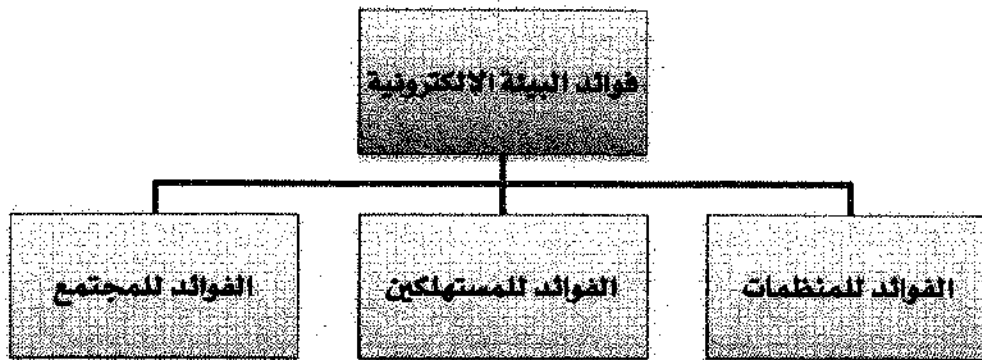 فوائد البيئة الالكترونية
الفوائد للمنظمات
الفوائد للمستهلكين
الفوائد للمجتمع